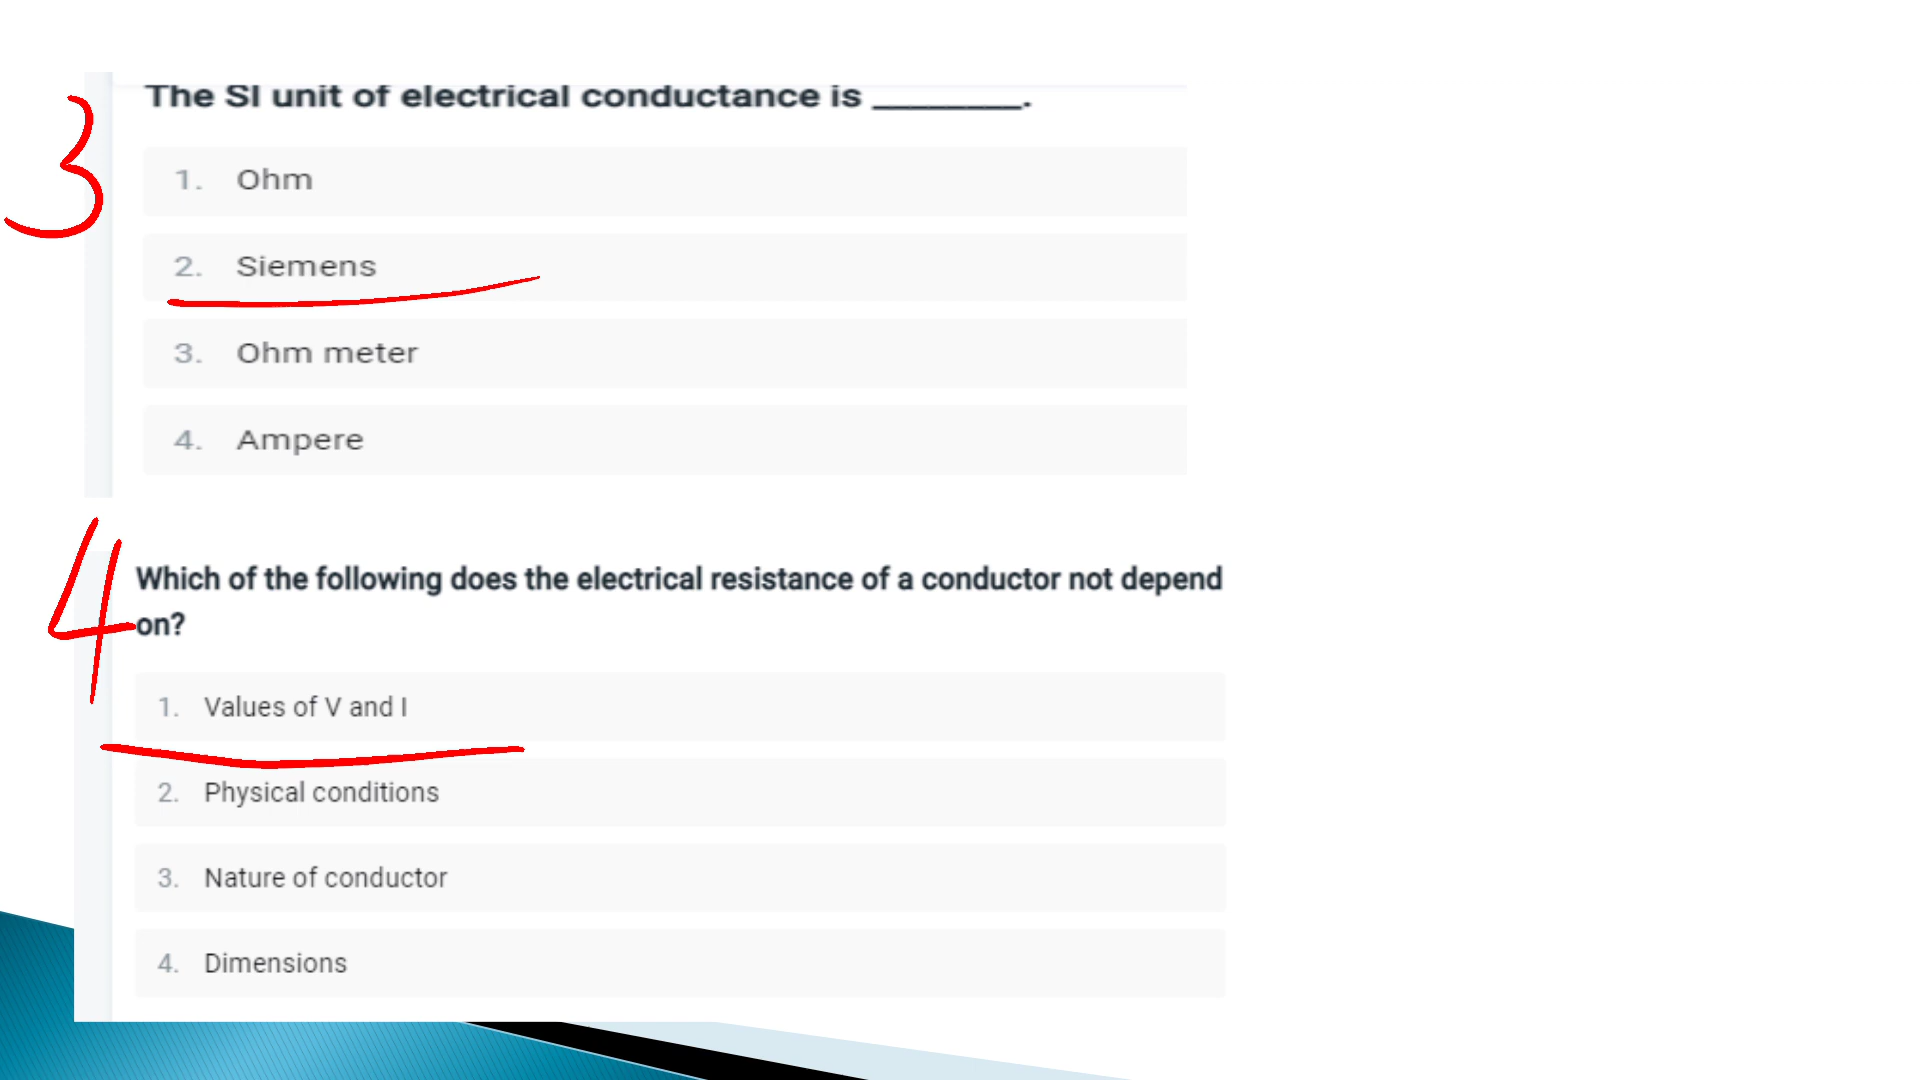 3
The SI unit of electrical conductance is ________.
1. Ohm
2. Siemens
3. Ohm meter
4. Ampere
4
Which of the following does the electrical resistance of a conductor not depend
on?
1. Values of V and I
2. Physical conditions
3. Nature of conductor
4. Dimensions